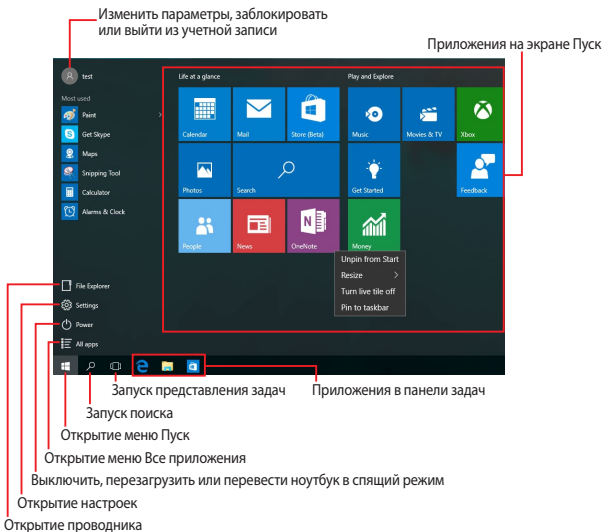 Изменить параметры, заблокировать
или выйти из учетной записи
Приложения на экране Пуск
test
Life at a glance
Play and Explore
Most used
Paint
Get Skype
Maps
Snipping Tool
Calculator
Alarms & Clock
Calendar
Mail
Store (Beta)
Music
Movies & TV
Xbox
Photos
Search
Get Started
Feedback
People
News
OneNote
Money
Unpin from Start
Resize
Turn live tile off
Pin to taskbar
File Explorer
Settings
Power
All apps
Запуск представления задач
Приложения в панели задач
Запуск поиска
Открытие меню Пуск
Открытие меню Все приложения
Выключить, перезагрузить или перевести ноутбук в спящий режим
Открытие настроек
Открытие проводника